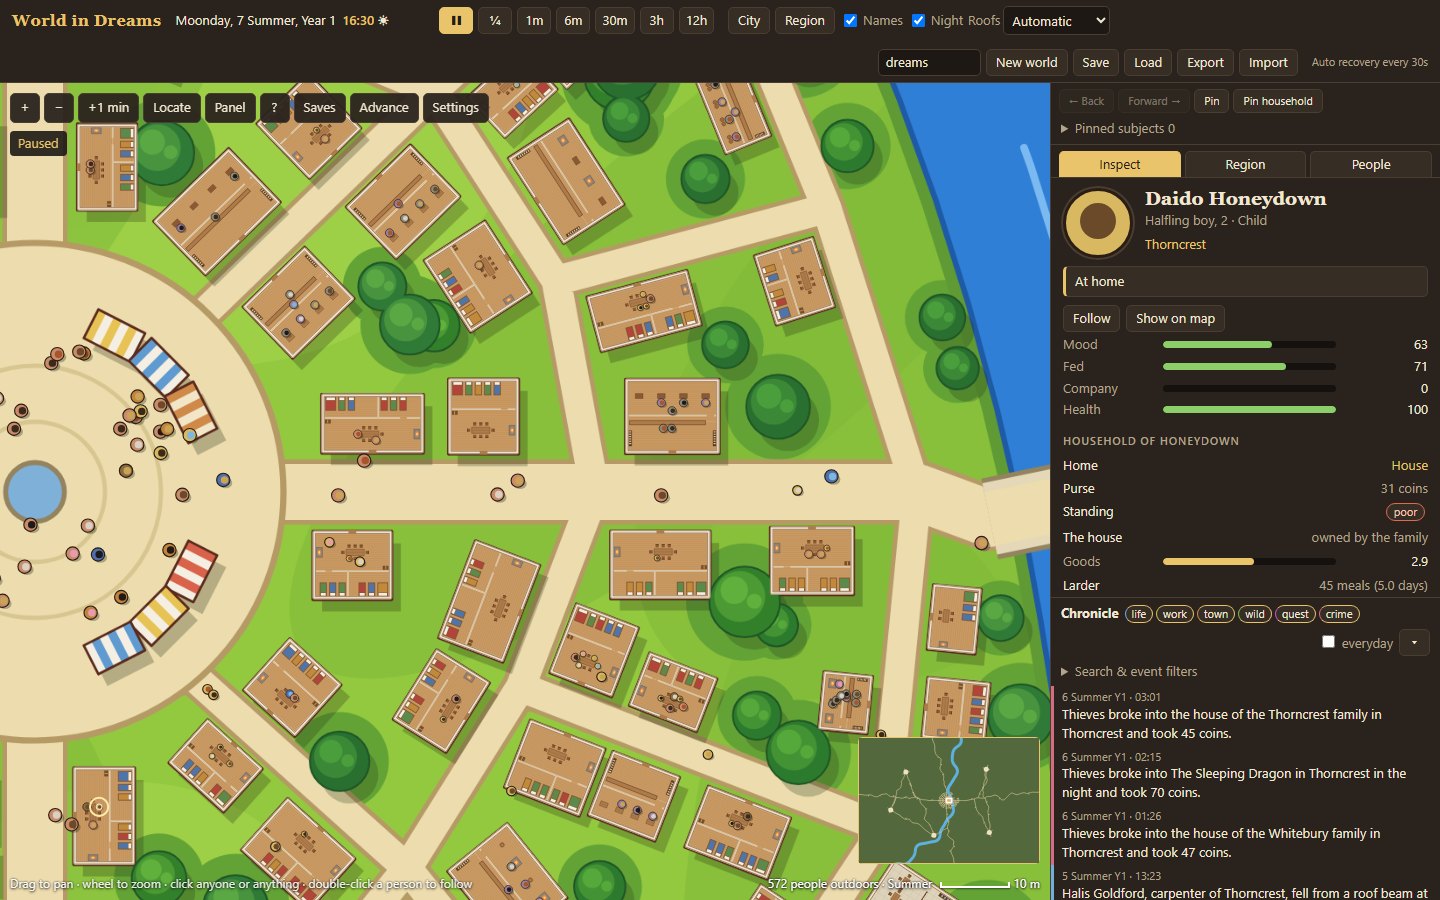 World in Dreams Moonday, 7 Summer, Year 1 16:30 ¼ 1m 6m 30m 3h 12h City Region Names Night Roofs Automatic
dreams New world Save Load Export Import Auto recovery every 30s
+ − +1 min Locate Panel ? Saves Advance Settings
Paused
← Back Forward → Pin Pin household
Pinned subjects 0
Inspect Region People
Daido Honeydown
Halfling boy, 2 · Child
Thorncrest
At home
Follow Show on map
Mood 63
Fed 71
Company 0
Health 100
HOUSEHOLD OF HONEYDOWN
Home House
Purse 31 coins
Standing poor
The house owned by the family
Goods 2.9
Larder 45 meals (5.0 days)
Chronicle life work town wild quest crime
everyday
Search & event filters
6 Summer Y1 · 03:01
Thieves broke into the house of the Thorncrest family in
Thorncrest and took 45 coins.
6 Summer Y1 · 02:15
Thieves broke into The Sleeping Dragon in Thorncrest in the
night and took 70 coins.
6 Summer Y1 · 01:26
Thieves broke into the house of the Whitebury family in
Thorncrest and took 47 coins.
5 Summer Y1 · 13:23
Halis Goldford, carpenter of Thorncrest, fell from a roof beam at
Drag to pan · wheel to zoom · click anyone or anything · double-click a person to follow
572 people outdoors · Summer 10 m